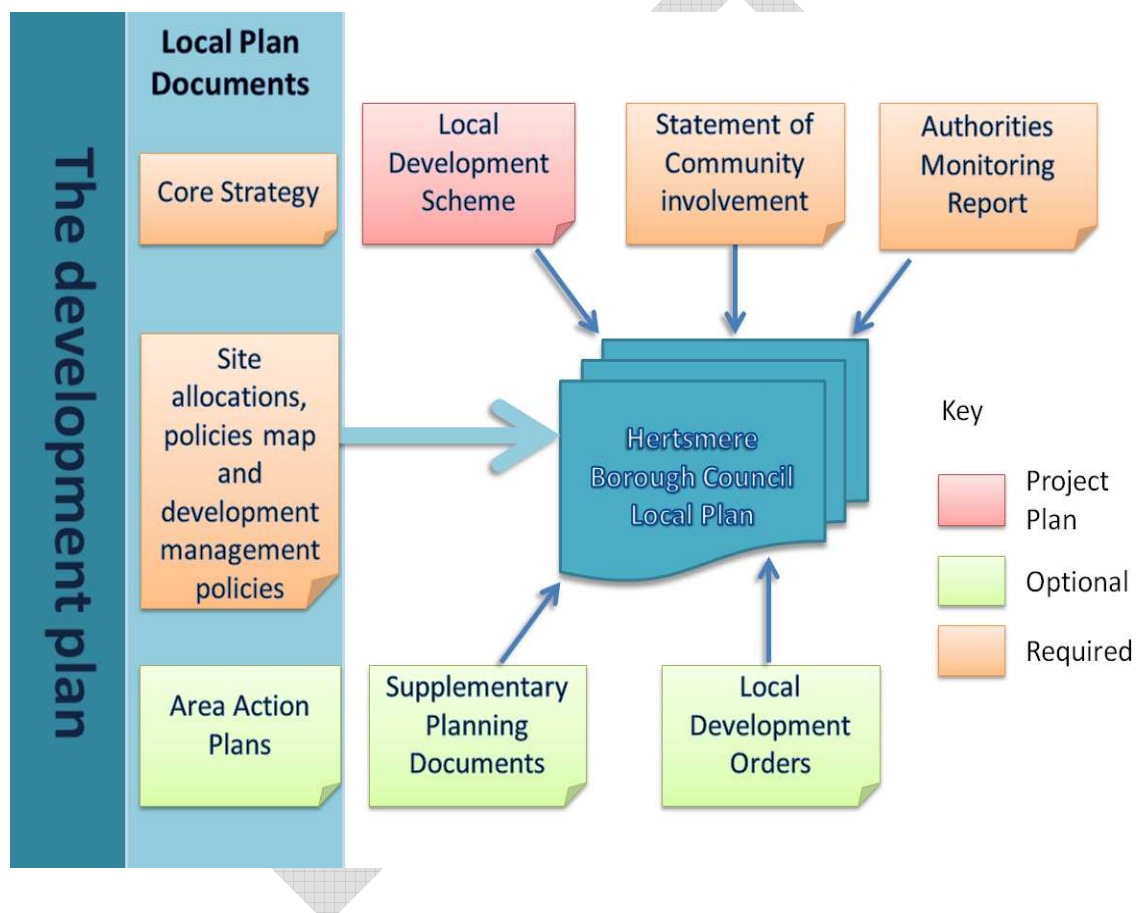 The development plan
Local Plan
Documents
Core Strategy
Site
allocations,
policies map
and
development
management
policies
Area Action
Plans
Local
Development
Scheme
Statement of
Community
involvement
Authorities
Monitoring
Report
Hertsmere
Borough Council
Local Plan
Supplementary
Planning
Documents
Local
Development
Orders
Key
Project
Plan
Optional
Required